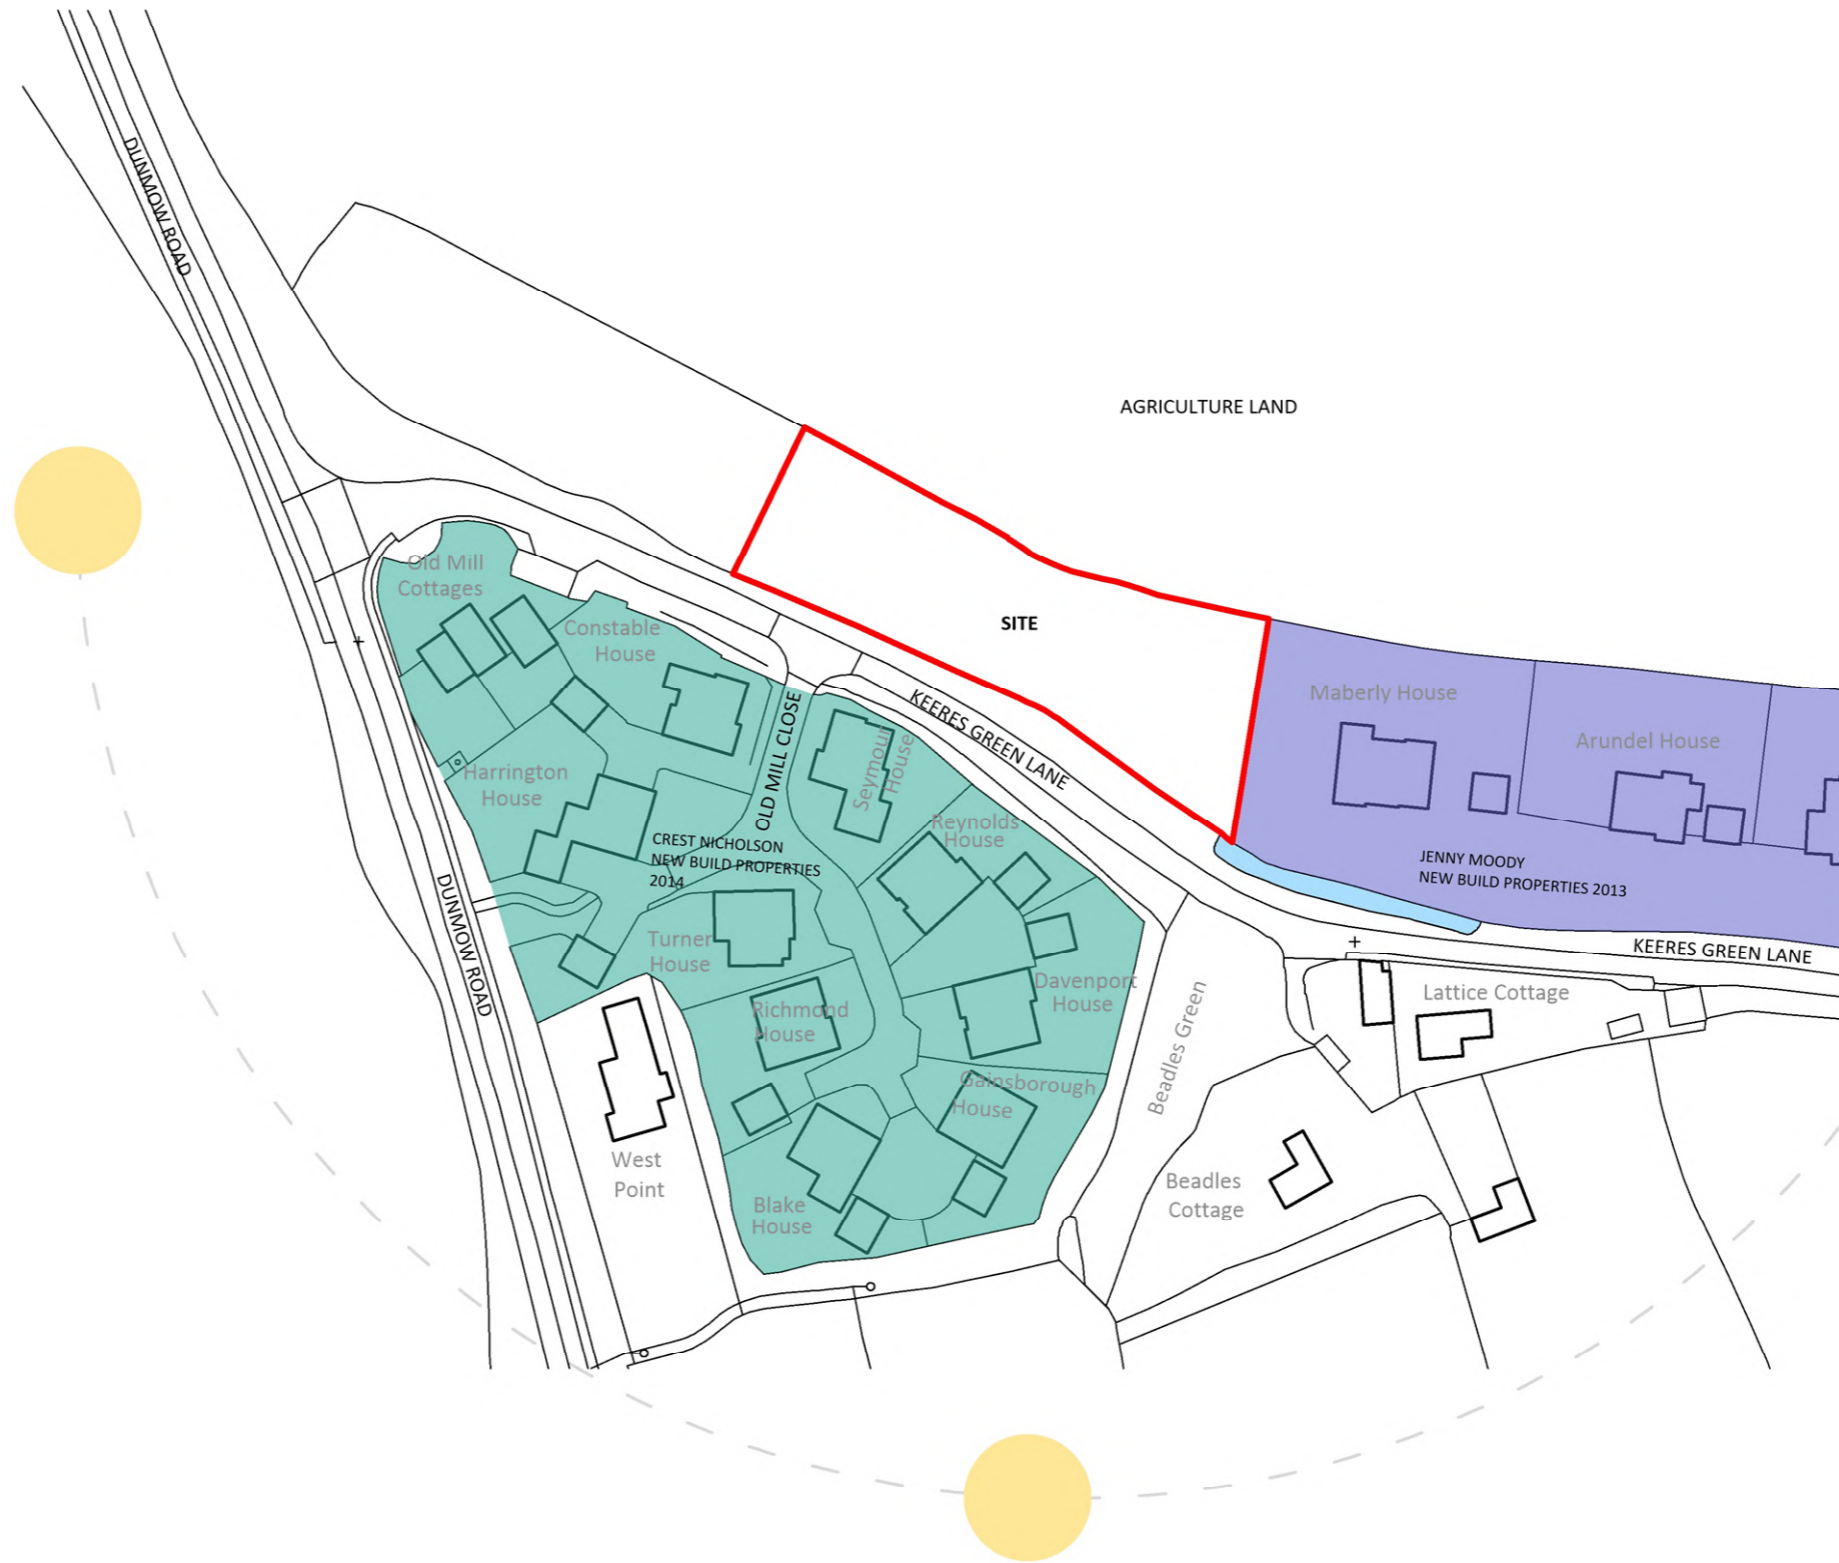 DUNMOW ROAD
AGRICULTURE LAND
SITE
Old Mill
Cottages
Constable
House
KEERES GREEN LANE
OLD MILL CLOSE
Seymour
House
Maberly House
Arundel House
Harrington
House
Reynolds
House
CREST NICHOLSON
NEW BUILD PROPERTIES
2014
JENNY MOODY
NEW BUILD PROPERTIES 2013
DUNMOW ROAD
Turner
House
KEERES GREEN LANE
Davenport
House
Lattice Cottage
Richmond
House
Beadles Green
Gainsborough
House
West
Point
Beadles
Cottage
Blake
House